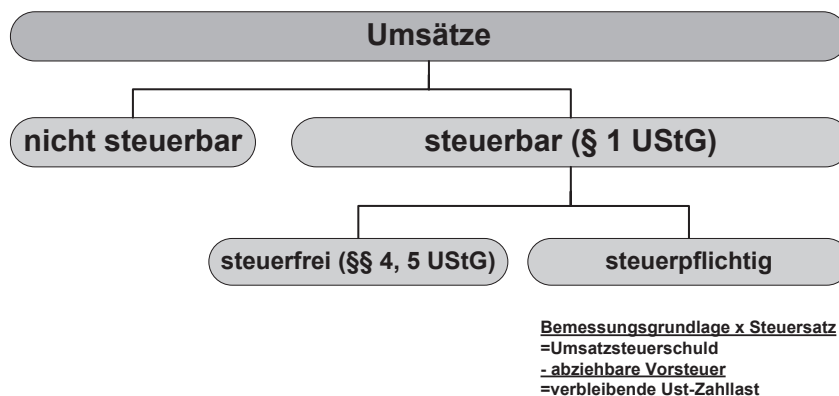 Umsätze
nicht steuerbar
steuerbar (§ 1 UStG)
steuerfrei (§§ 4, 5 UStG)
steuerpflichtig
Bemessungsgrundlage x Steuersatz
=Umsatzsteuerschuld
- abziehbare Vorsteuer
=verbleibende Ust-Zahllast